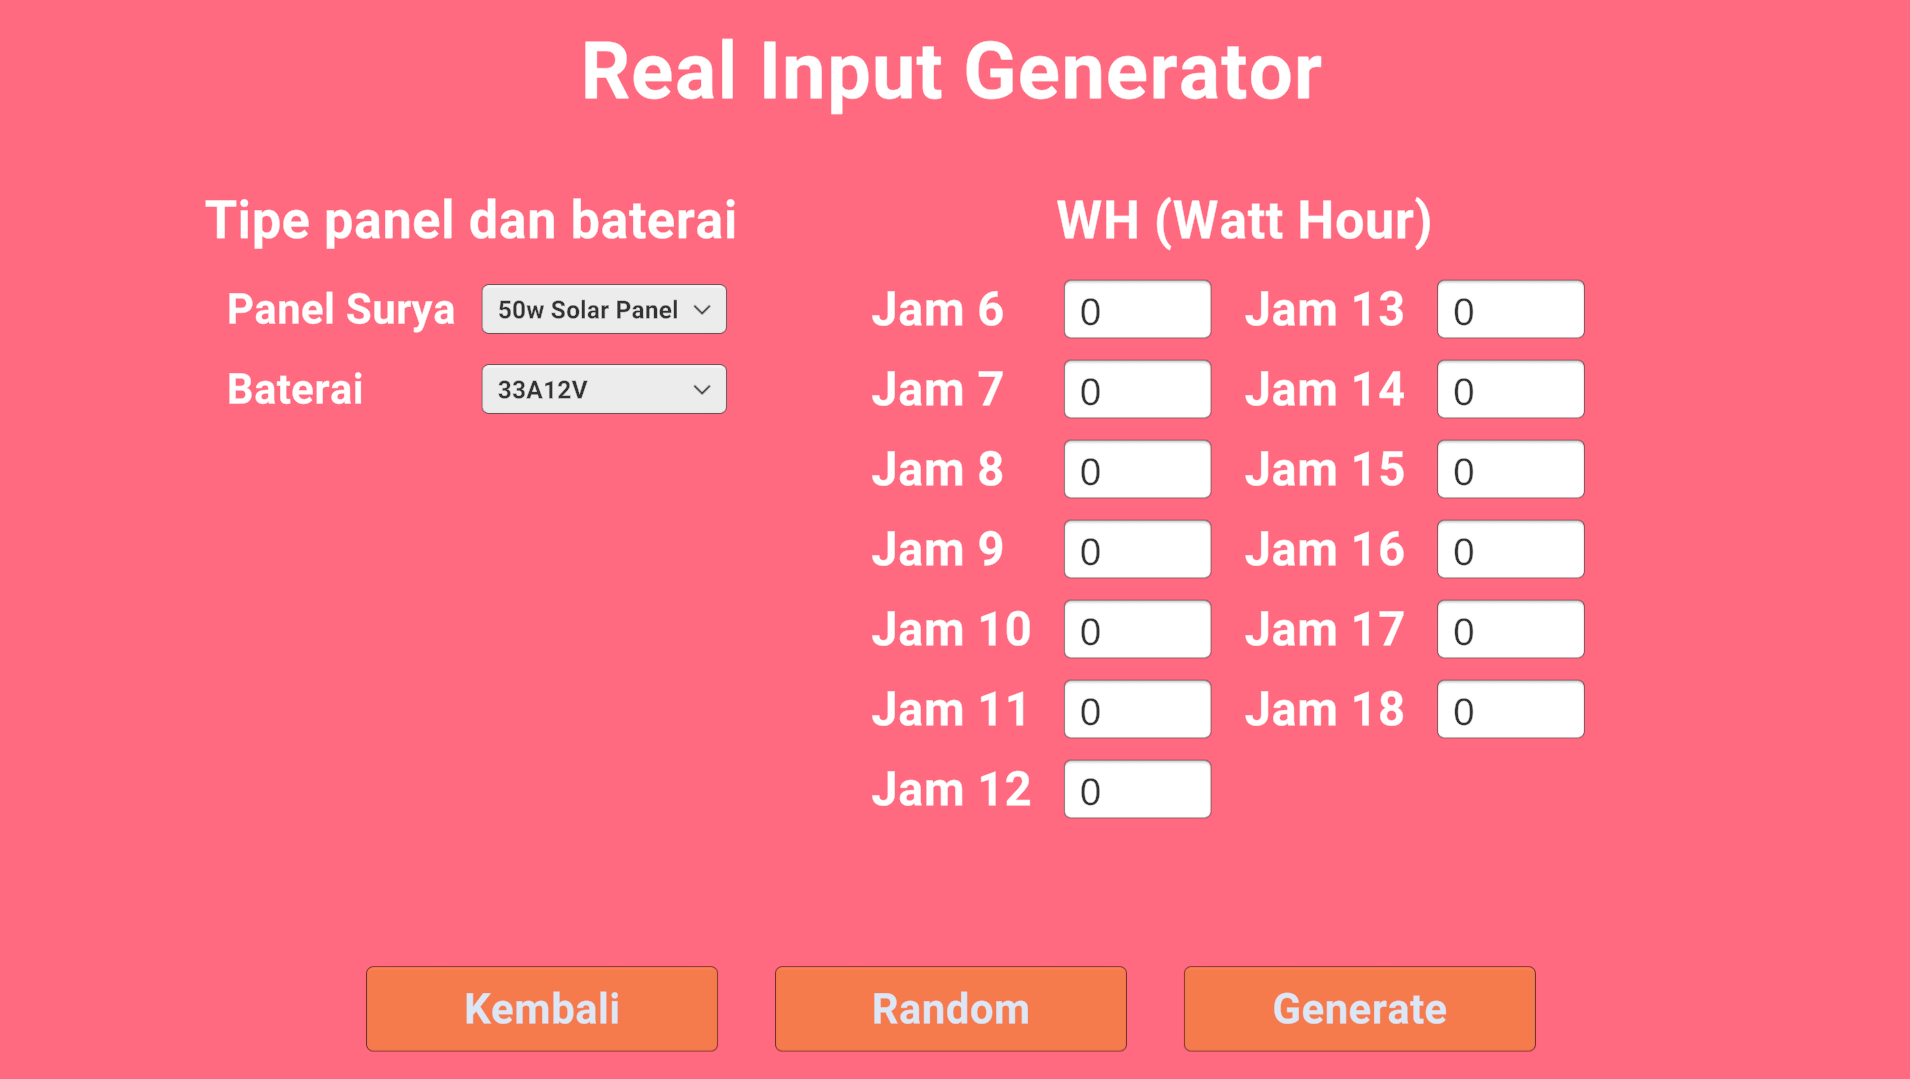 Real Input Generator
Tipe panel dan baterai
Panel Surya 50w Solar Panel
Baterai 33A12V
WH (Watt Hour)
Jam 6 0 Jam 13 0
Jam 7 0 Jam 14 0
Jam 8 0 Jam 15 0
Jam 9 0 Jam 16 0
Jam 10 0 Jam 17 0
Jam 11 0 Jam 18 0
Jam 12 0
Kembali Random Generate